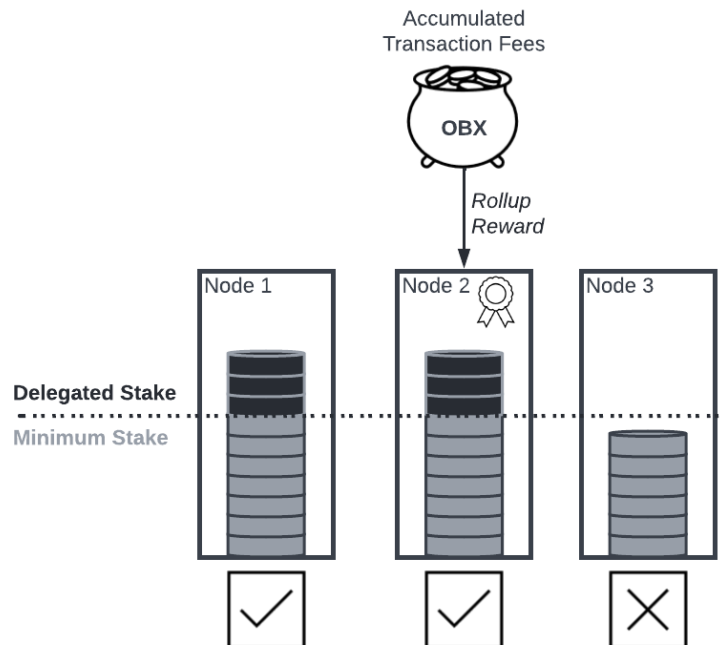 Accumulated
Transaction Fees
OBX
Rollup
Reward
Node 1
Node 2
Node 3
Delegated Stake
Minimum Stake